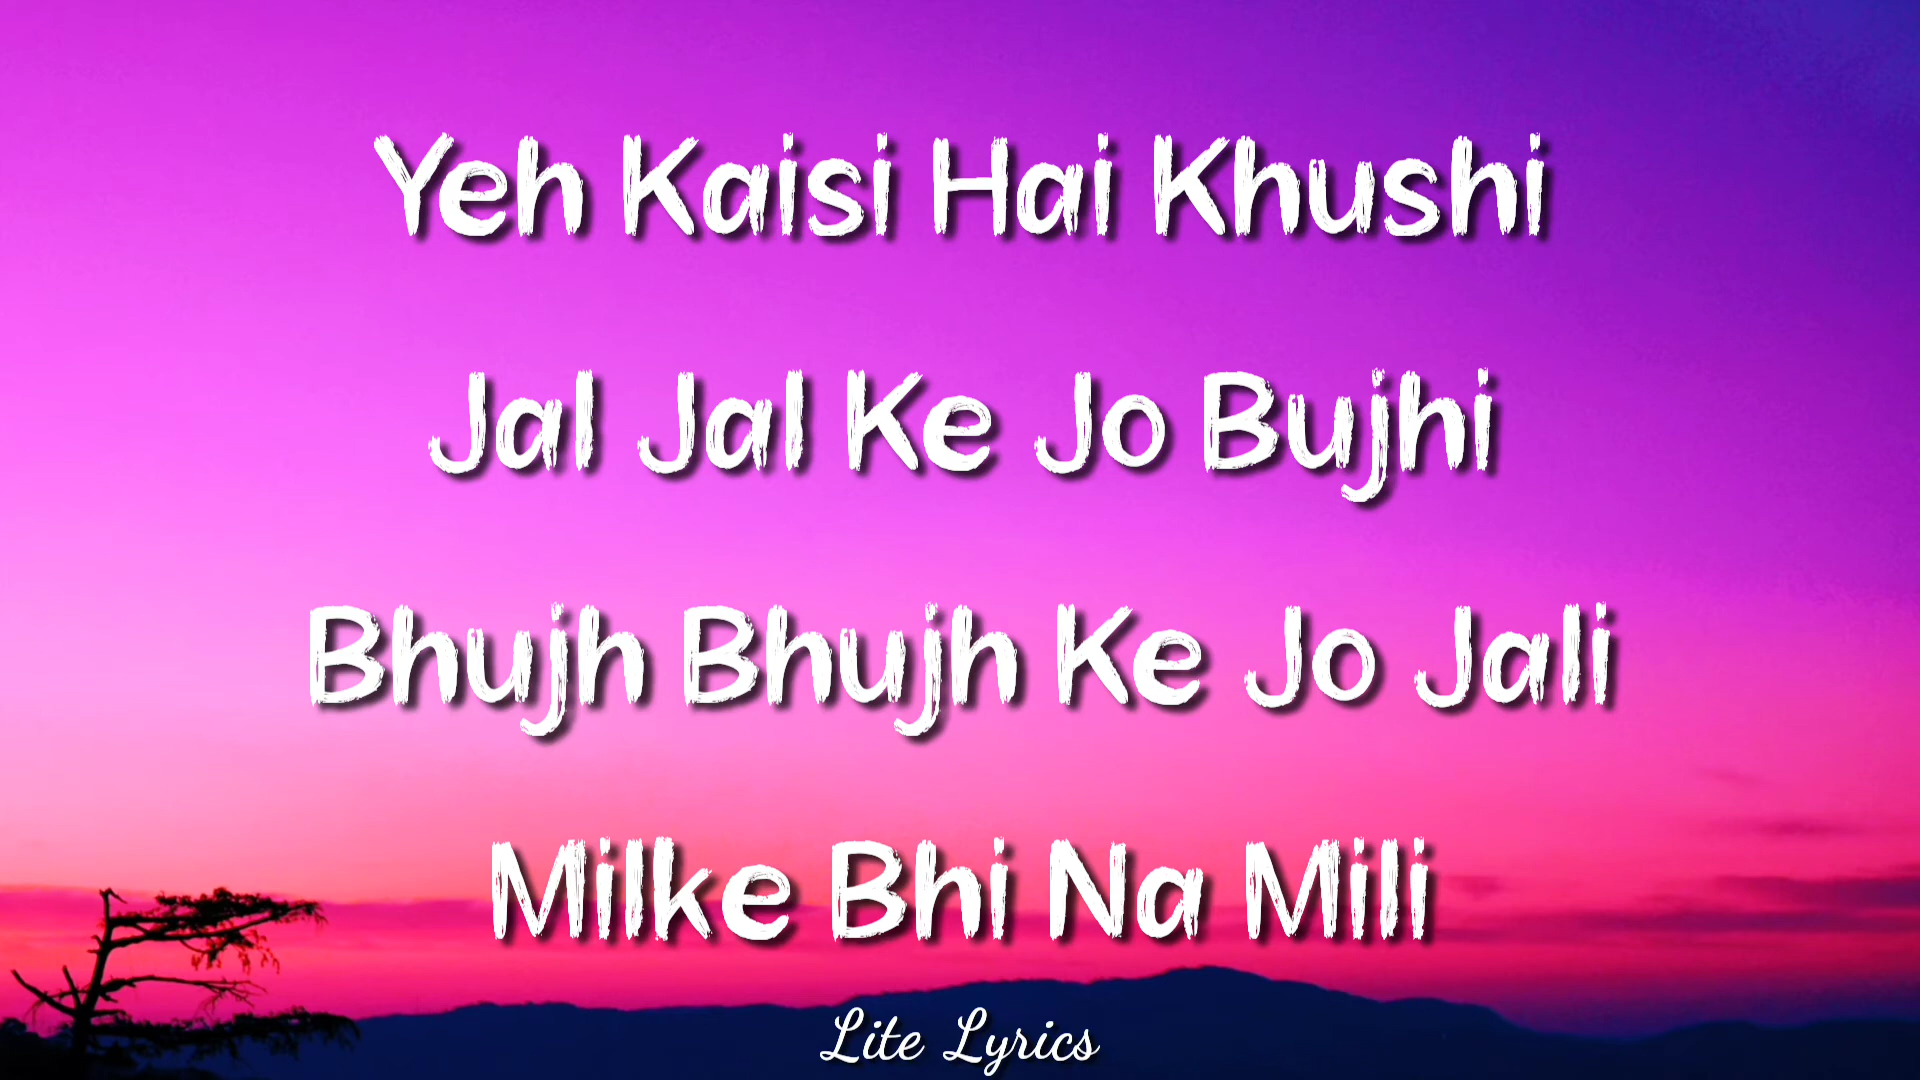 Yeh Kaisi Hai Khushi
Jal Jal Ke Jo Bujhi
Bhujh Bhujh Ke Jo Jali
Milke Bhi Na Mili
Lite Lyrics